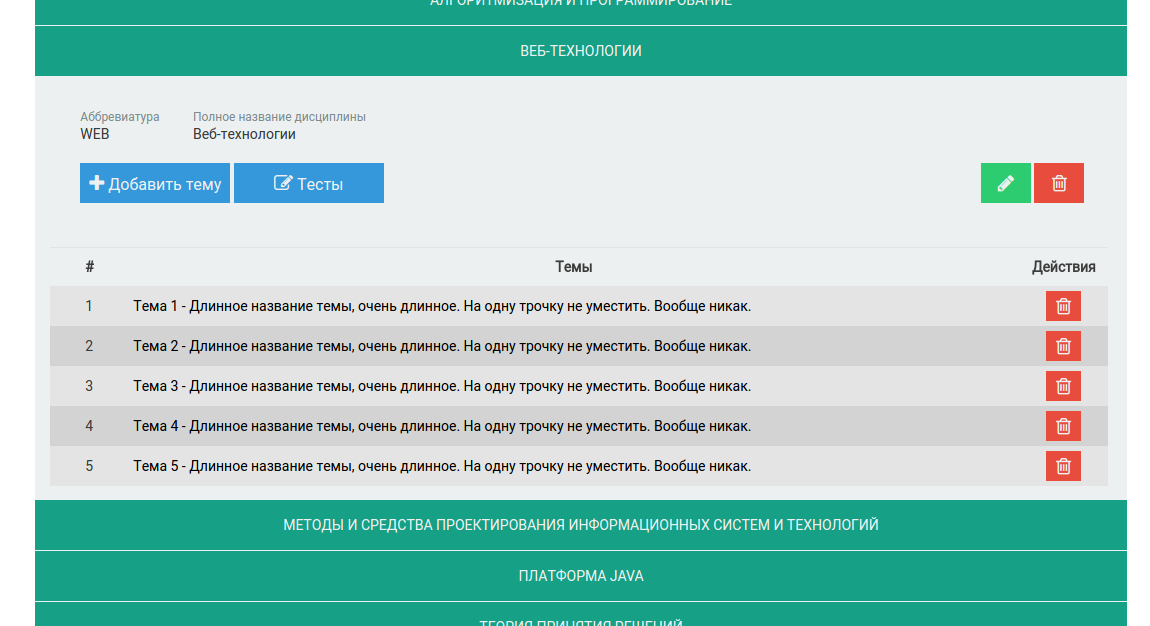 АЛГОРИТМИЗАЦИЯ И ПРОГРАММИРОВАНИЕ
ВЕБ-ТЕХНОЛОГИИ
Аббревиатура Полное название дисциплины
WEB Веб-технологии
Добавить тему Тесты
# Темы Действия
1 Тема 1 - Длинное название темы, очень длинное. На одну трочку не уместить. Вообще никак.
2 Тема 2 - Длинное название темы, очень длинное. На одну трочку не уместить. Вообще никак.
3 Тема 3 - Длинное название темы, очень длинное. На одну трочку не уместить. Вообще никак.
4 Тема 4 - Длинное название темы, очень длинное. На одну трочку не уместить. Вообще никак.
5 Тема 5 - Длинное название темы, очень длинное. На одну трочку не уместить. Вообще никак.
МЕТОДЫ И СРЕДСТВА ПРОЕКТИРОВАНИЯ ИНФОРМАЦИОННЫХ СИСТЕМ И ТЕХНОЛОГИЙ
ПЛАТФОРМА JAVA
ТЕОРИЯ ПРИНЯТИЯ РЕШЕНИЙ